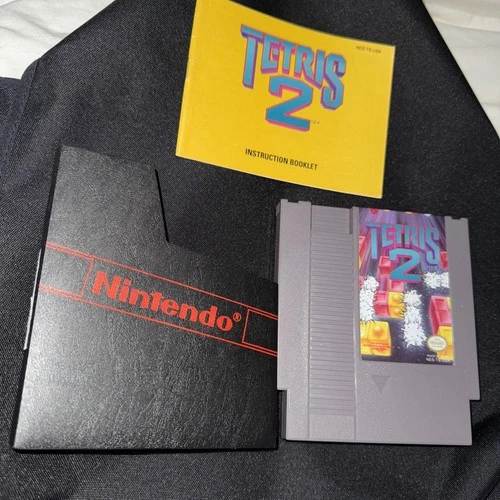 TETRIS
2
INSTRUCTION BOOKLET
Nintendo®
TETRIS
2